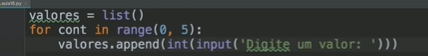 valores = list()
for cont in range(0, 5):
    valores.append(int(input('Digite um valor: ')))